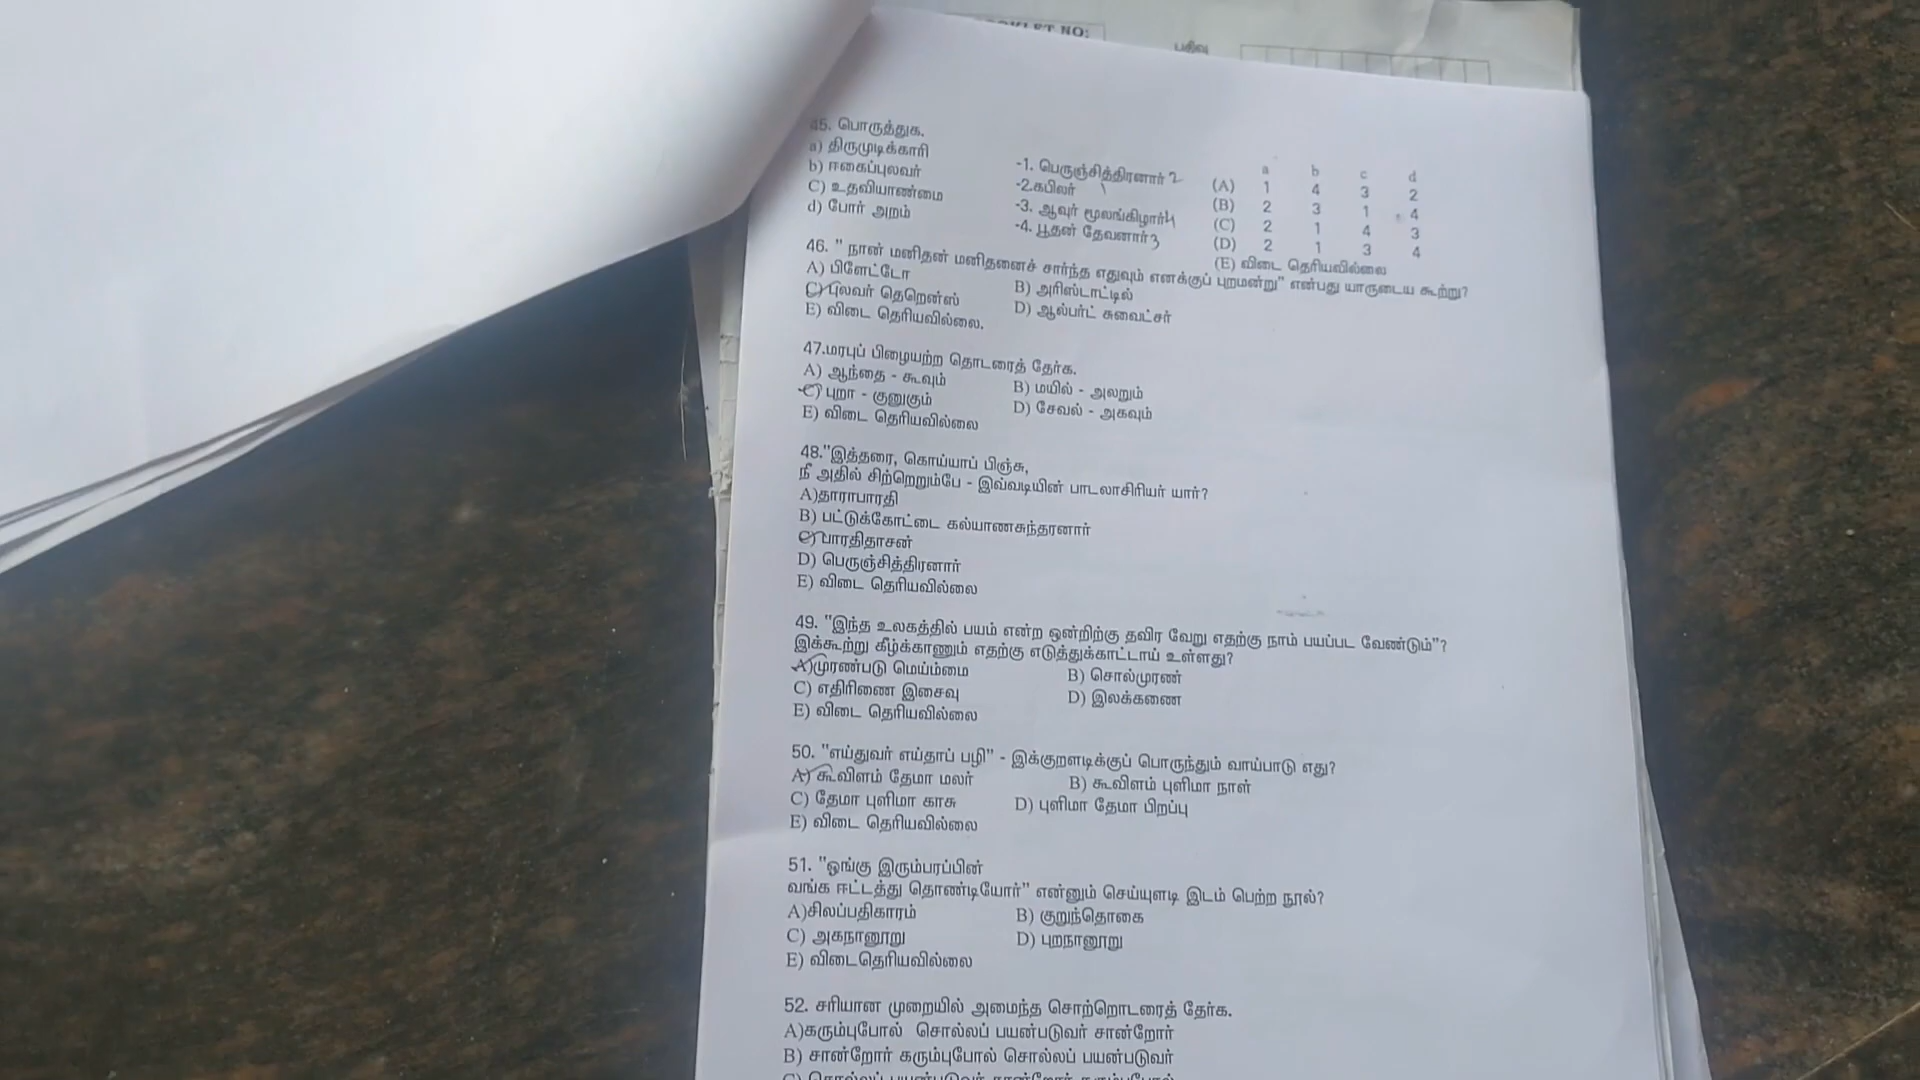 பதிவு
45. பொருத்துக.
a) திருமுடிக்காரி -1. பெருஞ்சித்திரனார் 2
b) ஈகைப்புலவர் -2.கபிலர் 1
C) உதவியாண்மை -3. ஆவுர் மூலங்கிழார் 4
d) போர் அறம் -4. பூதன் தேவனார் 3
a b c d
(A) 1 4 3 2
(B) 2 3 1 4
(C) 2 1 4 3
(D) 2 1 3 4
(E) விடை தெரியவில்லை
46. " நான் மனிதன் மனிதனைச் சார்ந்த எதுவும் எனக்குப் புறமன்று" என்பது யாருடைய கூற்று?
A) பிளேட்டோ B) அரிஸ்டாட்டில்
C) புலவர் தெறென்ஸ் D) ஆல்பர்ட் சுவைட்சர்
E) விடை தெரியவில்லை.
47.மரபுப் பிழையற்ற தொடரைத் தேர்க.
A) ஆந்தை - கூவும் B) மயில் - அலறும்
C) புறா - குனுகும் D) சேவல் - அகவும்
E) விடை தெரியவில்லை
48."இத்தரை, கொய்யாப் பிஞ்சு,
நீ அதில் சிற்றெறும்பே - இவ்வடியின் பாடலாசிரியர் யார்?
A)தாராபாரதி
B) பட்டுக்கோட்டை கல்யாணசுந்தரனார்
C) பாரதிதாசன்
D) பெருஞ்சித்திரனார்
E) விடை தெரியவில்லை
49. "இந்த உலகத்தில் பயம் என்ற ஒன்றிற்கு தவிர வேறு எதற்கு நாம் பயப்பட வேண்டும்"?
இக்கூற்று கீழ்க்காணும் எதற்கு எடுத்துக்காட்டாய் உள்ளது?
A)முரண்படு மெய்ம்மை B) சொல்முரண்
C) எதிரிணை இசைவு D) இலக்கணை
E) விடை தெரியவில்லை
50. "எய்துவர் எய்தாப் பழி" - இக்குறளடிக்குப் பொருந்தும் வாய்பாடு எது?
A) கூவிளம் தேமா மலர் B) கூவிளம் புளிமா நாள்
C) தேமா புளிமா காசு D) புளிமா தேமா பிறப்பு
E) விடை தெரியவில்லை
51. "ஓங்கு இரும்பரப்பின்
வங்க ஈட்டத்து தொண்டியோர்" என்னும் செய்யுளடி இடம் பெற்ற நூல்?
A)சிலப்பதிகாரம் B) குறுந்தொகை
C) அகநானூறு D) புறநானூறு
E) விடைதெரியவில்லை
52. சரியான முறையில் அமைந்த சொற்றொடரைத் தேர்க.
A)கரும்புபோல் சொல்லப் பயன்படுவர் சான்றோர்
B) சான்றோர் கரும்புபோல் சொல்லப் பயன்படுவர்